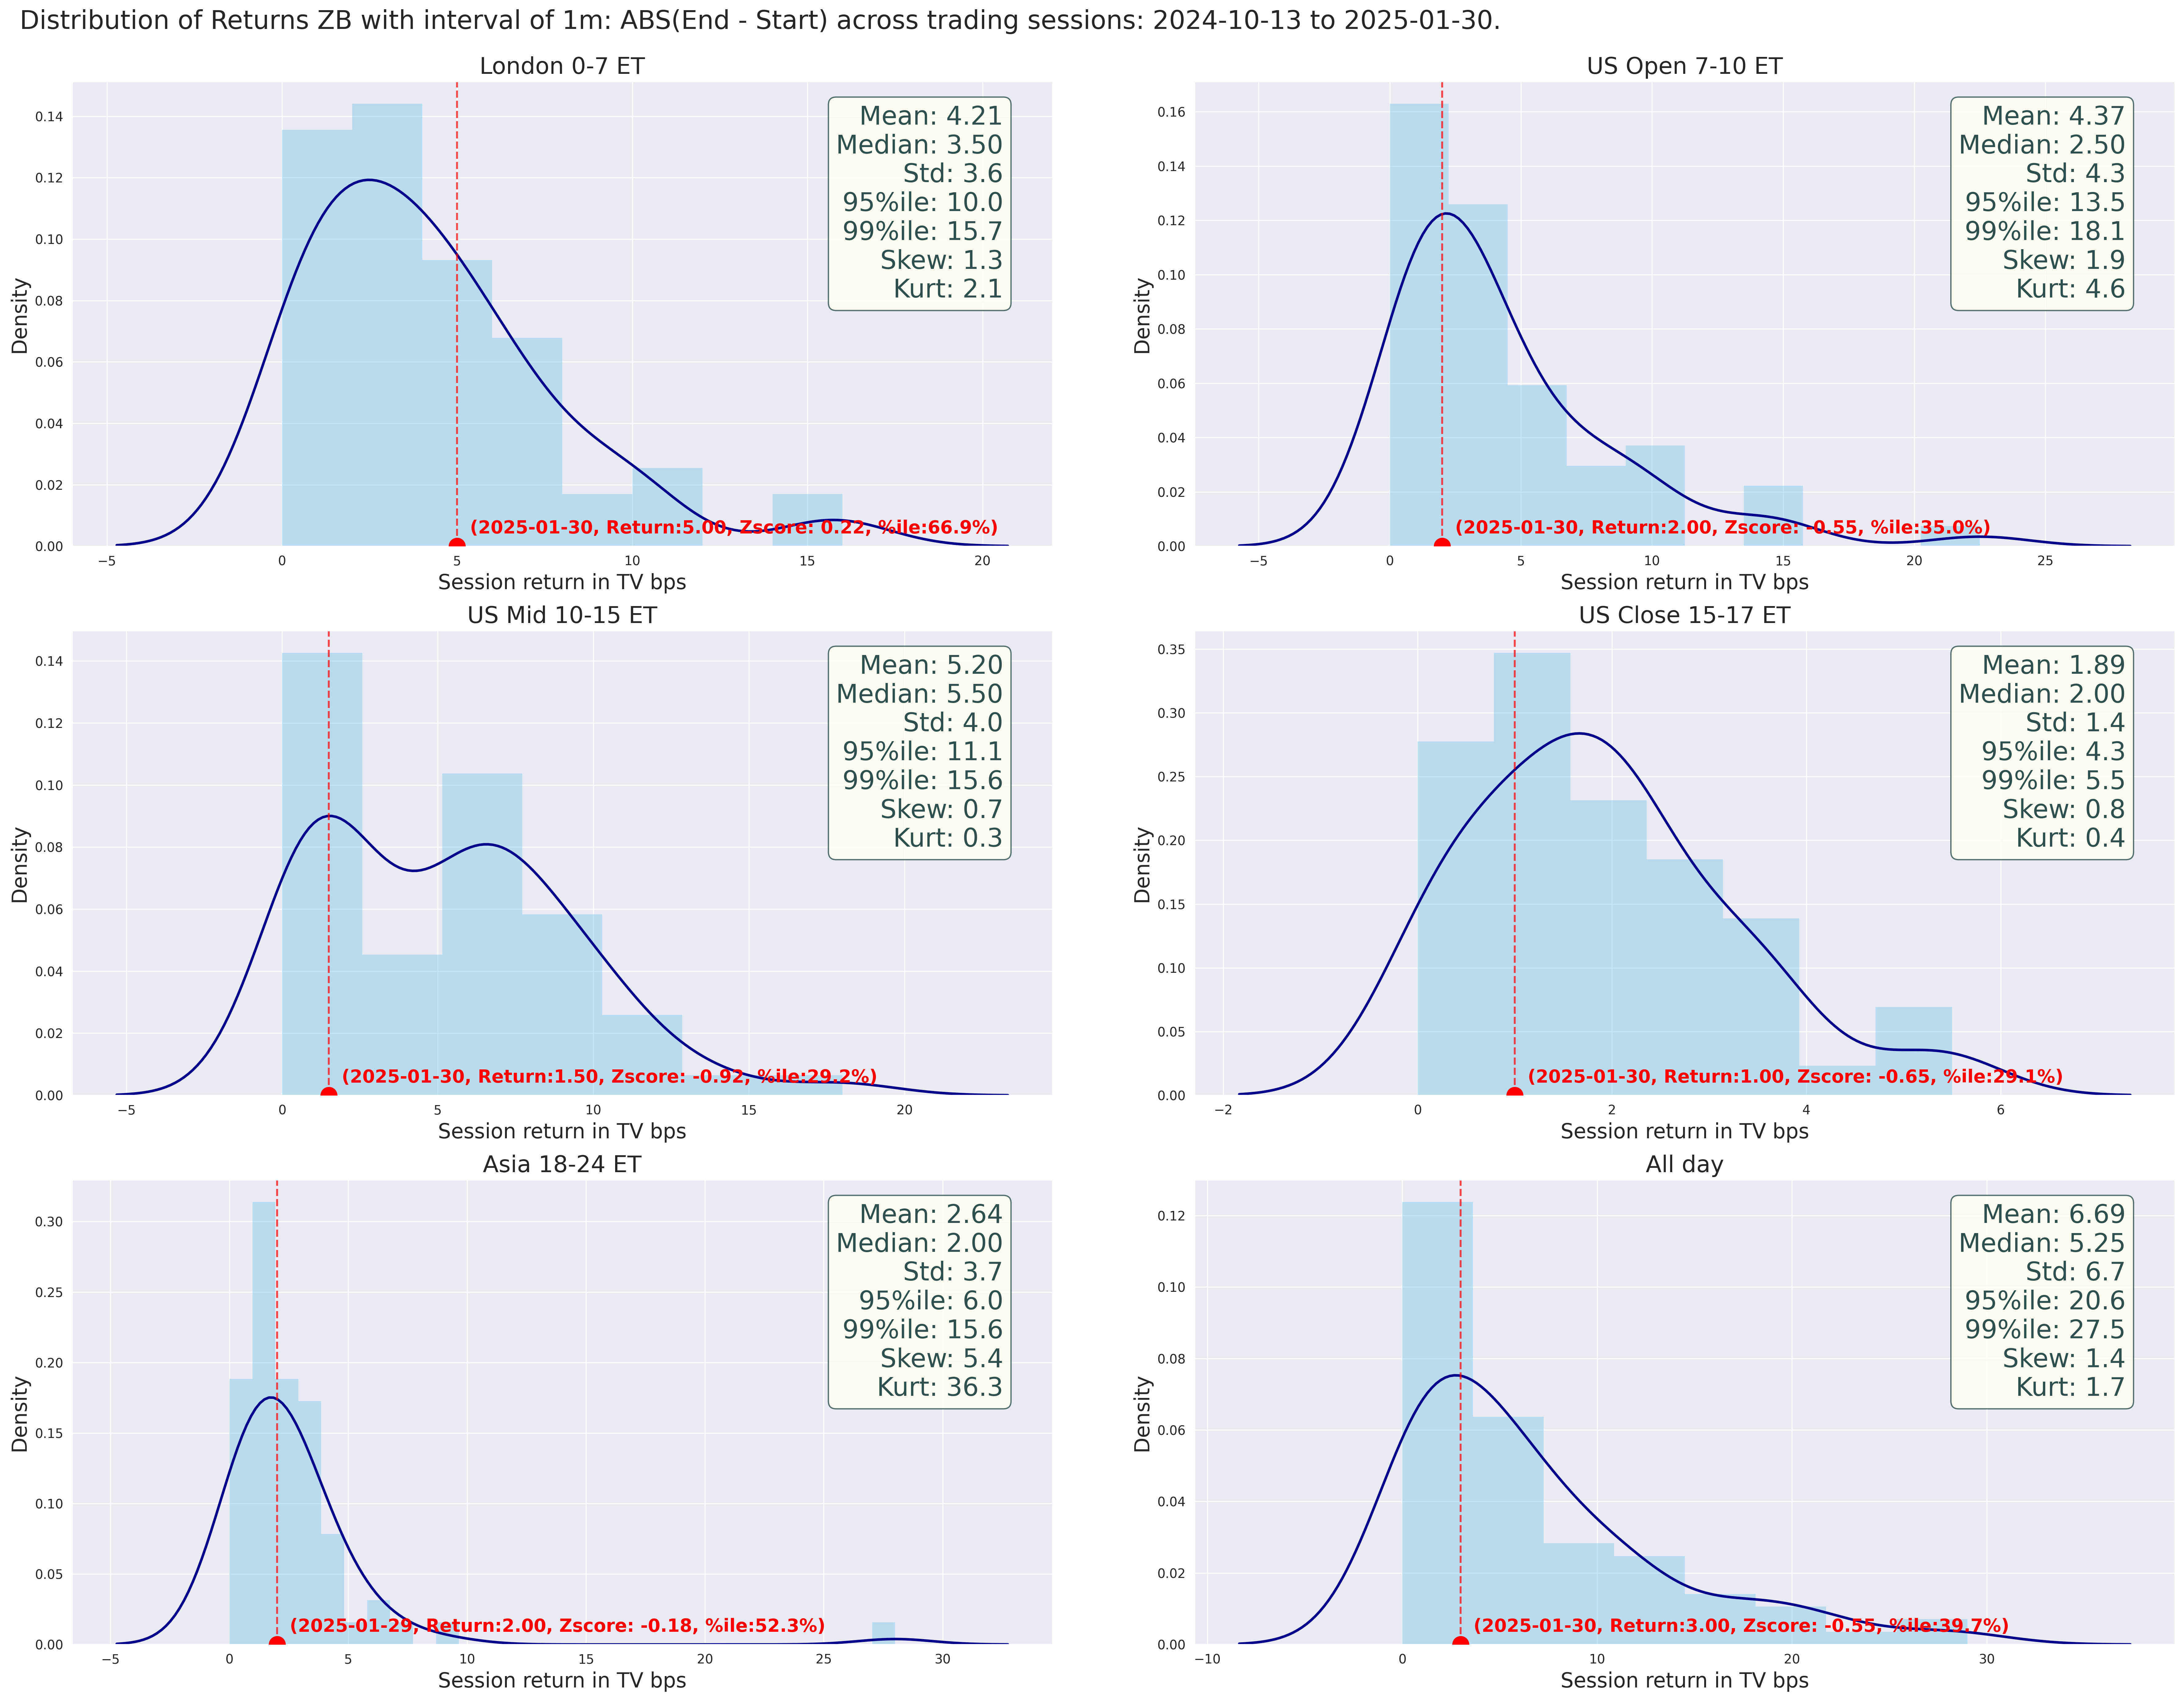 Distribution of Returns ZB with interval of 1m: ABS(End - Start) across trading sessions: 2024-10-13 to 2025-01-30.
London 0-7 ET
Density
0.14
0.12
0.10
0.08
0.06
0.04
0.02
0.00
Mean: 4.21
Median: 3.50
Std: 3.6
95%ile: 10.0
99%ile: 15.7
Skew: 1.3
Kurt: 2.1
(2025-01-30, Return:5.00, Zscore: 0.22, %ile:66.9%)
−5 0 5 10 15 20
Session return in TV bps
US Open 7-10 ET
Density
0.16
0.14
0.12
0.10
0.08
0.06
0.04
0.02
0.00
Mean: 4.37
Median: 2.50
Std: 4.3
95%ile: 13.5
99%ile: 18.1
Skew: 1.9
Kurt: 4.6
(2025-01-30, Return:2.00, Zscore: -0.55, %ile:35.0%)
−5 0 5 10 15 20 25
Session return in TV bps
US Mid 10-15 ET
Density
0.14
0.12
0.10
0.08
0.06
0.04
0.02
0.00
Mean: 5.20
Median: 5.50
Std: 4.0
95%ile: 11.1
99%ile: 15.6
Skew: 0.7
Kurt: 0.3
(2025-01-30, Return:1.50, Zscore: -0.92, %ile:29.2%)
−5 0 5 10 15 20
Session return in TV bps
US Close 15-17 ET
Density
0.35
0.30
0.25
0.20
0.15
0.10
0.05
0.00
Mean: 1.89
Median: 2.00
Std: 1.4
95%ile: 4.3
99%ile: 5.5
Skew: 0.8
Kurt: 0.4
(2025-01-30, Return:1.00, Zscore: -0.65, %ile:29.1%)
−2 0 2 4 6
Session return in TV bps
Asia 18-24 ET
Density
0.30
0.25
0.20
0.15
0.10
0.05
0.00
Mean: 2.64
Median: 2.00
Std: 3.7
95%ile: 6.0
99%ile: 15.6
Skew: 5.4
Kurt: 36.3
(2025-01-29, Return:2.00, Zscore: -0.18, %ile:52.3%)
−5 0 5 10 15 20 25 30
Session return in TV bps
All day
Density
0.12
0.10
0.08
0.06
0.04
0.02
0.00
Mean: 6.69
Median: 5.25
Std: 6.7
95%ile: 20.6
99%ile: 27.5
Skew: 1.4
Kurt: 1.7
(2025-01-30, Return:3.00, Zscore: -0.55, %ile:39.7%)
−10 0 10 20 30
Session return in TV bps